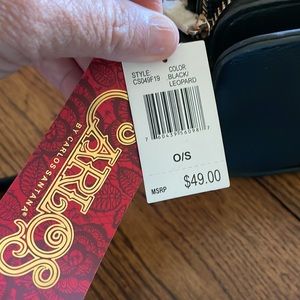 STYLE: COLOR
CS049F19 BLACK/
LEOPARD
O/S
MSRP $49.00
CARLOS
BY CARLOS SANTANA®